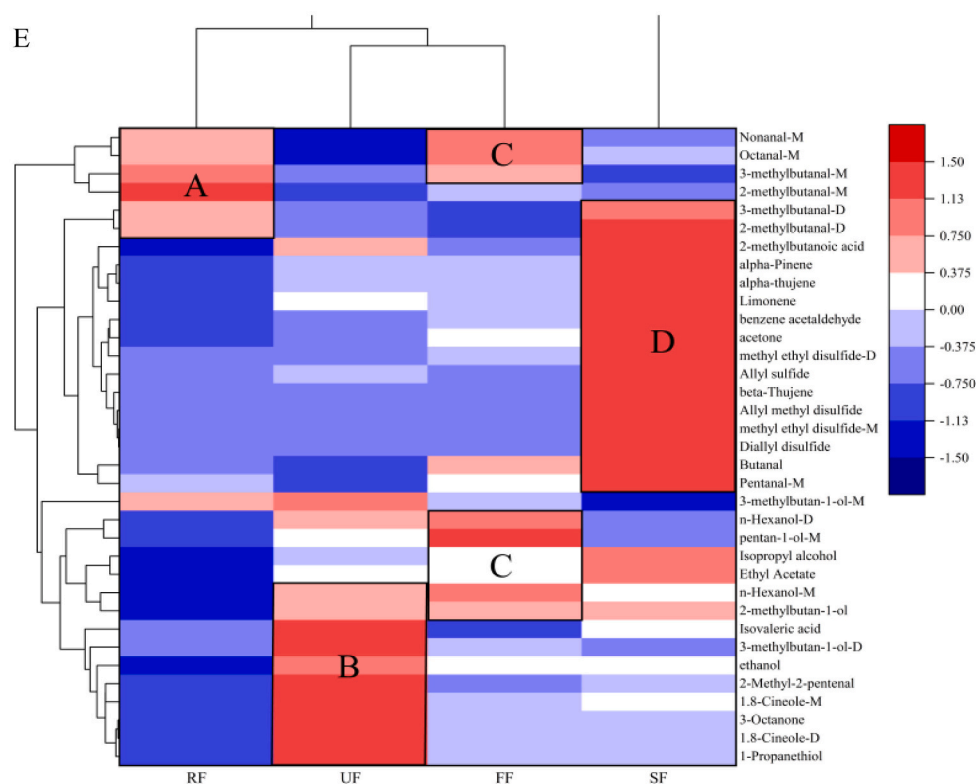 E
A
C
D
C
B
Nonanal-M
Octanal-M
3-methylbutanal-M
2-methylbutanal-M
3-methylbutanal-D
2-methylbutanal-D
2-methylbutanoic acid
alpha-Pinene
alpha-thujene
Limonene
benzene acetaldehyde
acetone
methyl ethyl disulfide-D
Allyl sulfide
beta-Thujene
Allyl methyl disulfide
methyl ethyl disulfide-M
Diallyl disulfide
Butanal
Pentanal-M
3-methylbutan-1-ol-M
n-Hexanol-D
pentan-1-ol-M
Isopropyl alcohol
Ethyl Acetate
n-Hexanol-M
2-methylbutan-1-ol
Isovaleric acid
3-methylbutan-1-ol-D
ethanol
2-Methyl-2-pentenal
1.8-Cineole-M
3-Octanone
1.8-Cineole-D
1-Propanethiol
1.50
1.13
0.750
0.375
0.00
-0.375
-0.750
-1.13
-1.50
RF UF FF SF